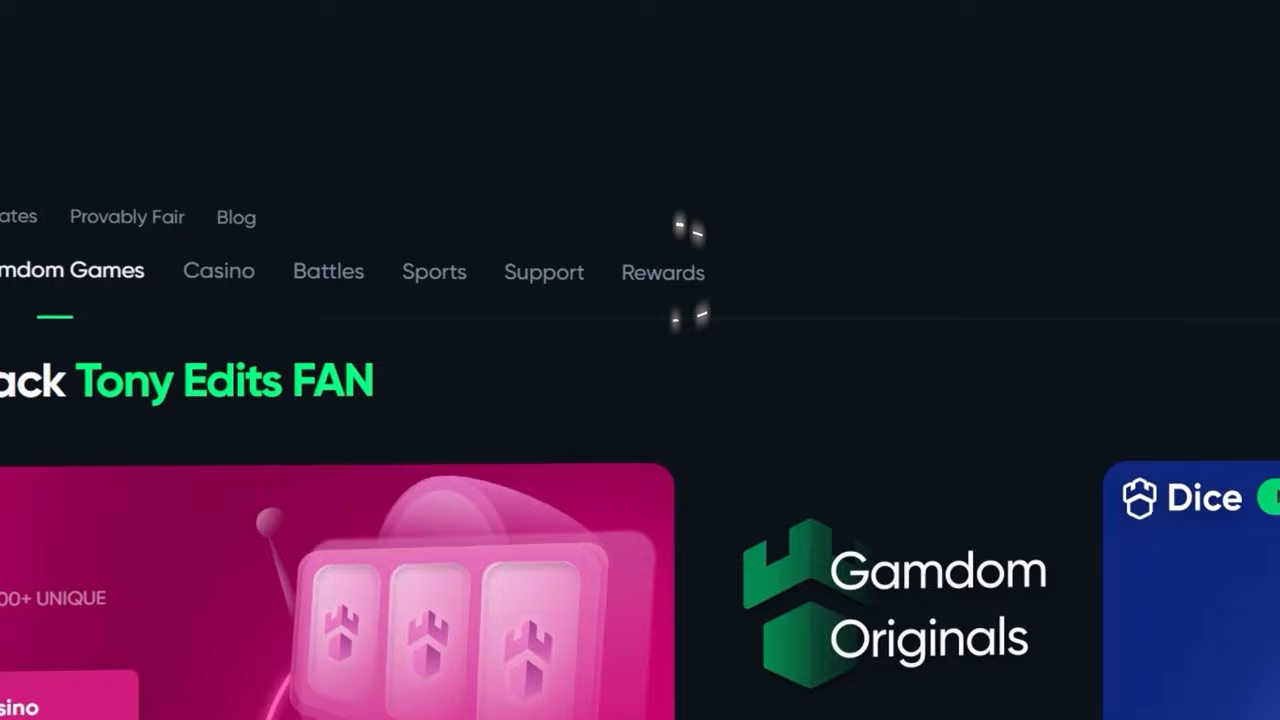 ates Provably Fair Blog
mdom Games Casino Battles Sports Support Rewards
ack Tony Edits FAN
Dice
Gamdom
Originals
00+ UNIQUE
sino